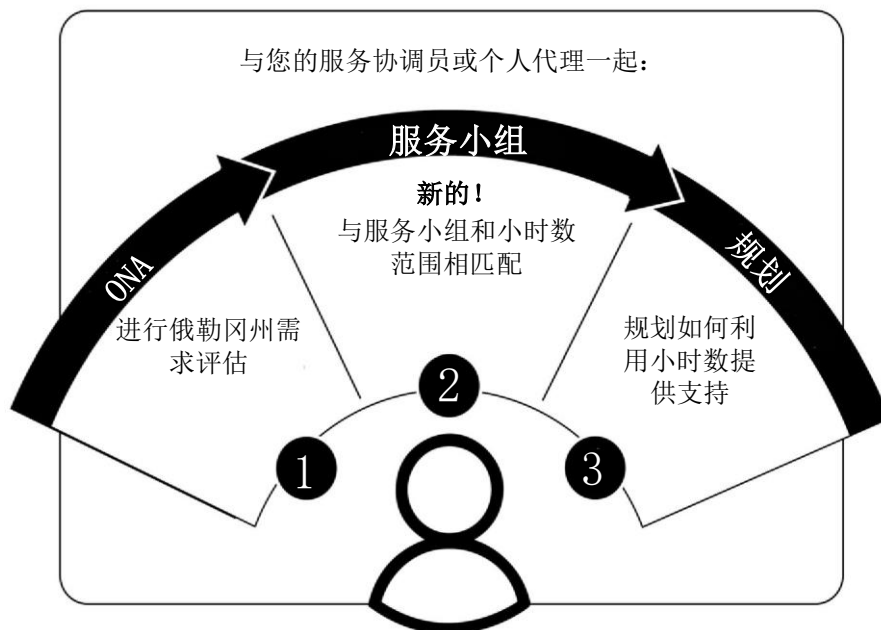 与您的服务协调员或个人代理一起:
ONA
服务小组
规划
新的!
与服务小组和小时数
范围相匹配
进行俄勒冈州需
求评估
规划如何利
用小时数提
供支持
1
2
3